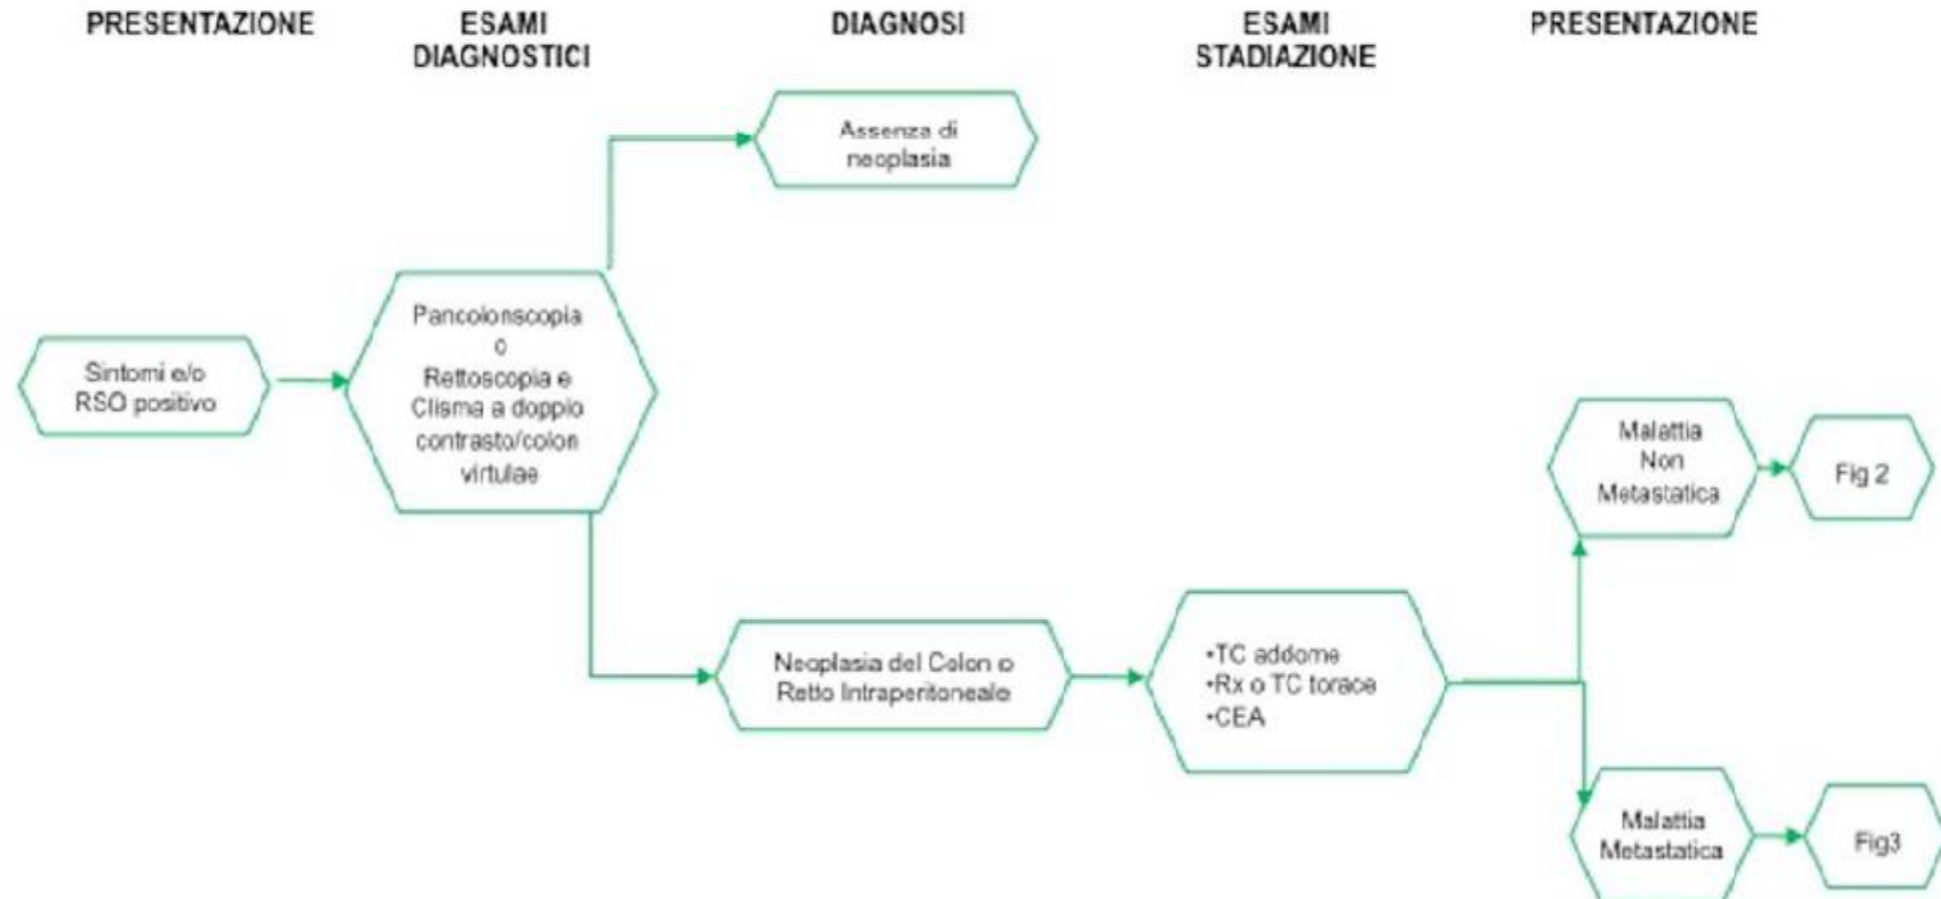 PRESENTAZIONE
ESAMI
DIAGNOSTICI
DIAGNOSI
ESAMI
STADIAZIONE
PRESENTAZIONE
Assenza di
neoplasia
Sintomi e/o
RSO positivo
Pancolonscopia
o
Rettoscopia e
Clisma a doppio
contrasto/colon
virtulae
Neoplasia del Colon o
Retto Intraperitoneale
•TC addome
•Rx o TC torace
•CEA
Malattia
Non
Metastatica
Fig 2
Malattia
Metastatica
Fig3